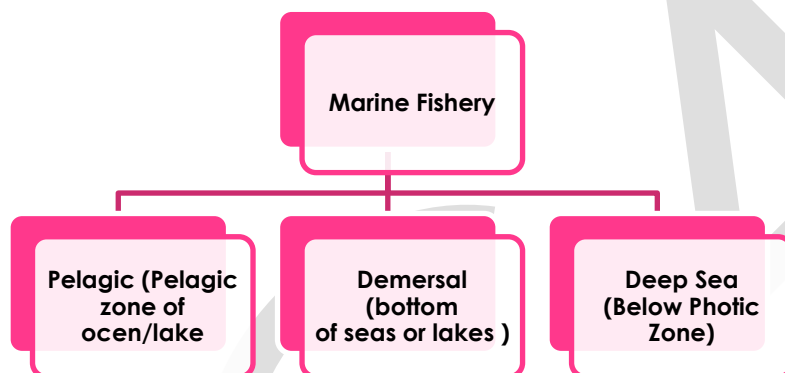 Marine Fishery
Pelagic (Pelagic
zone of
ocen/lake
Demersal
(bottom
of seas or lakes )
Deep Sea
(Below Photic
Zone)